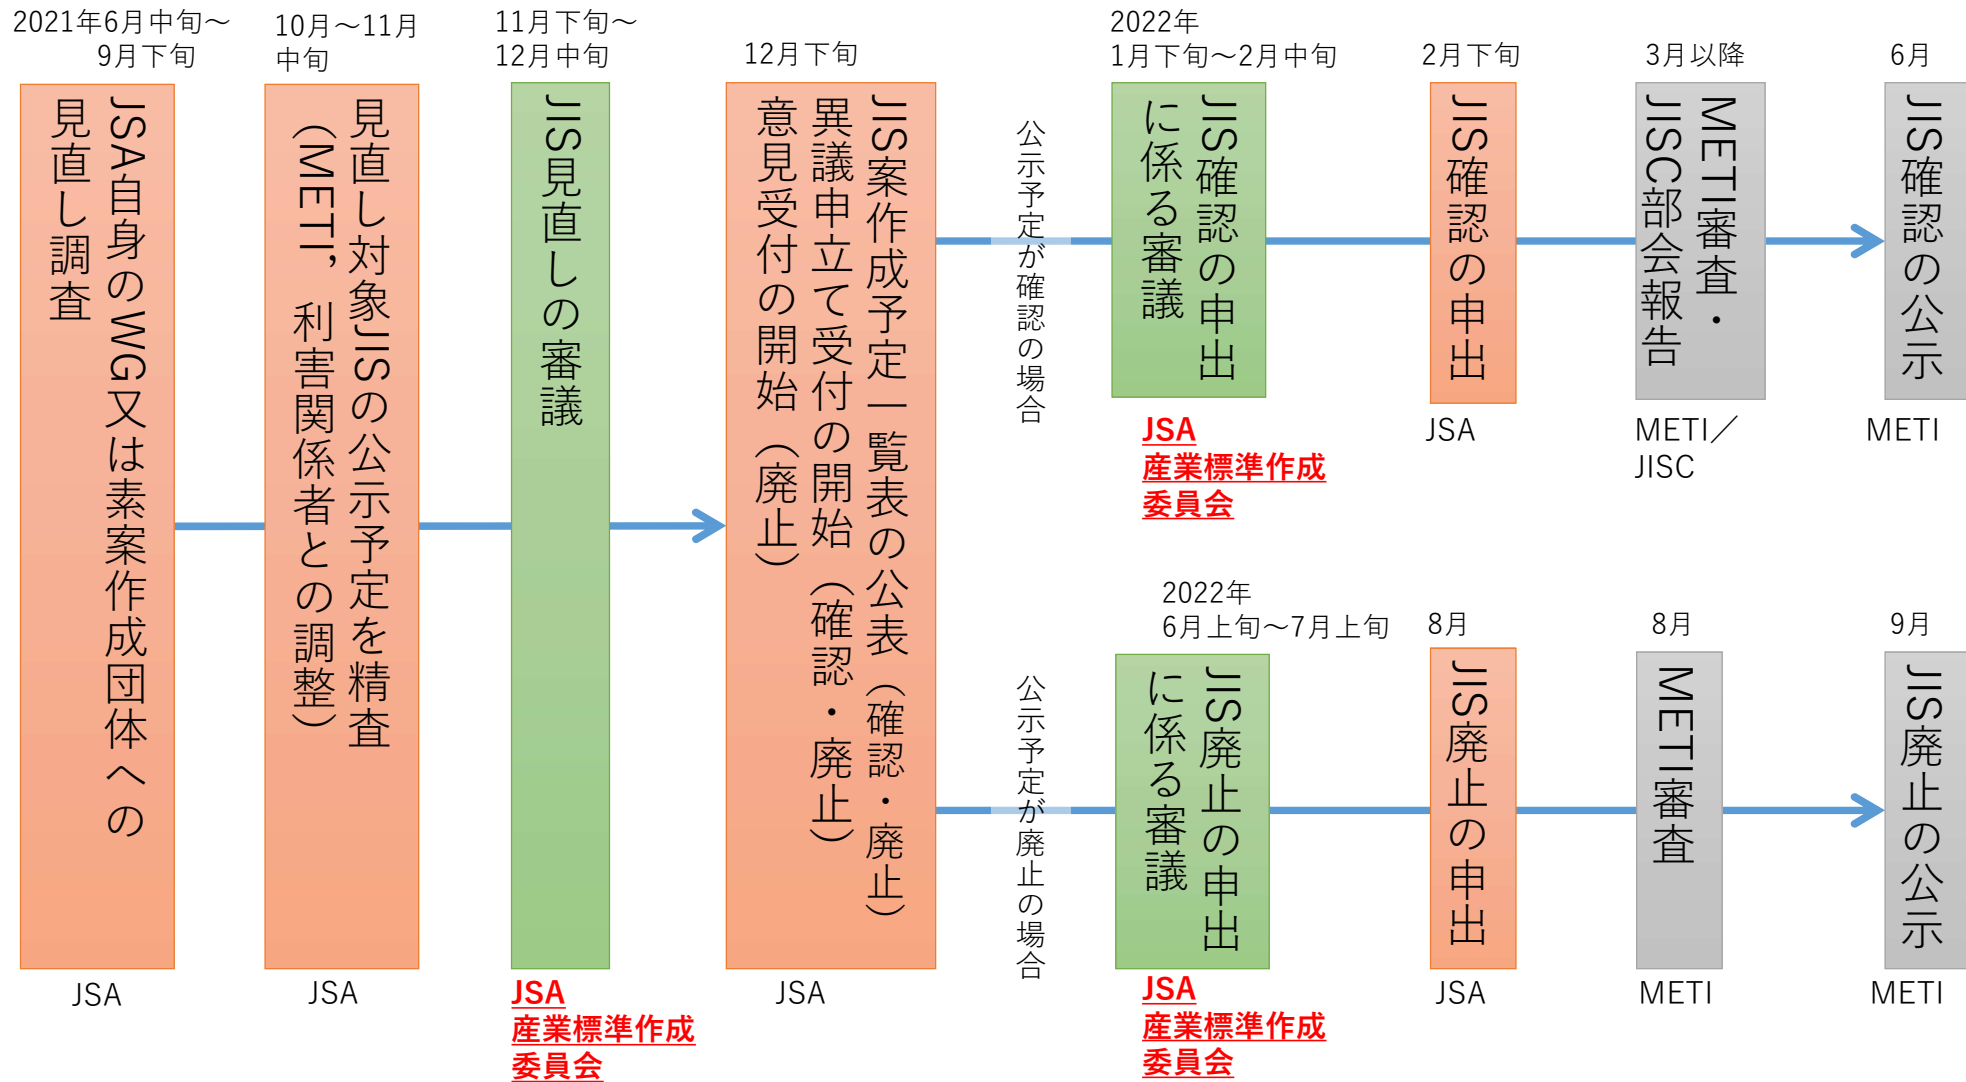 2021年6月中旬～
9月下旬
JSA自身のWG又は素案作成団体への
見直し調査
JSA
10月～11月
中旬
見直し対象JISの公示予定を精査
（METI，利害関係者との調整）
JSA
11月下旬～
12月中旬
JIS見直しの審議
JSA
産業標準作成
委員会
12月下旬
JIS案作成予定一覧表の公表（確認・廃止）
異議申立て受付の開始（確認・廃止）
意見受付の開始（廃止）
JSA
公示予定が確認の場合
2022年
1月下旬～2月中旬
JIS確認の申出
に係る審議
JSA
産業標準作成
委員会
2月下旬
JIS確認の申出
JSA
3月以降
METI審査・
JISC部会報告
METI／
JISC
6月
JIS確認の公示
METI
公示予定が廃止の場合
2022年
6月上旬～7月上旬
JIS廃止の申出
に係る審議
JSA
産業標準作成
委員会
8月
JIS廃止の申出
JSA
8月
METI審査
METI
9月
JIS廃止の公示
METI